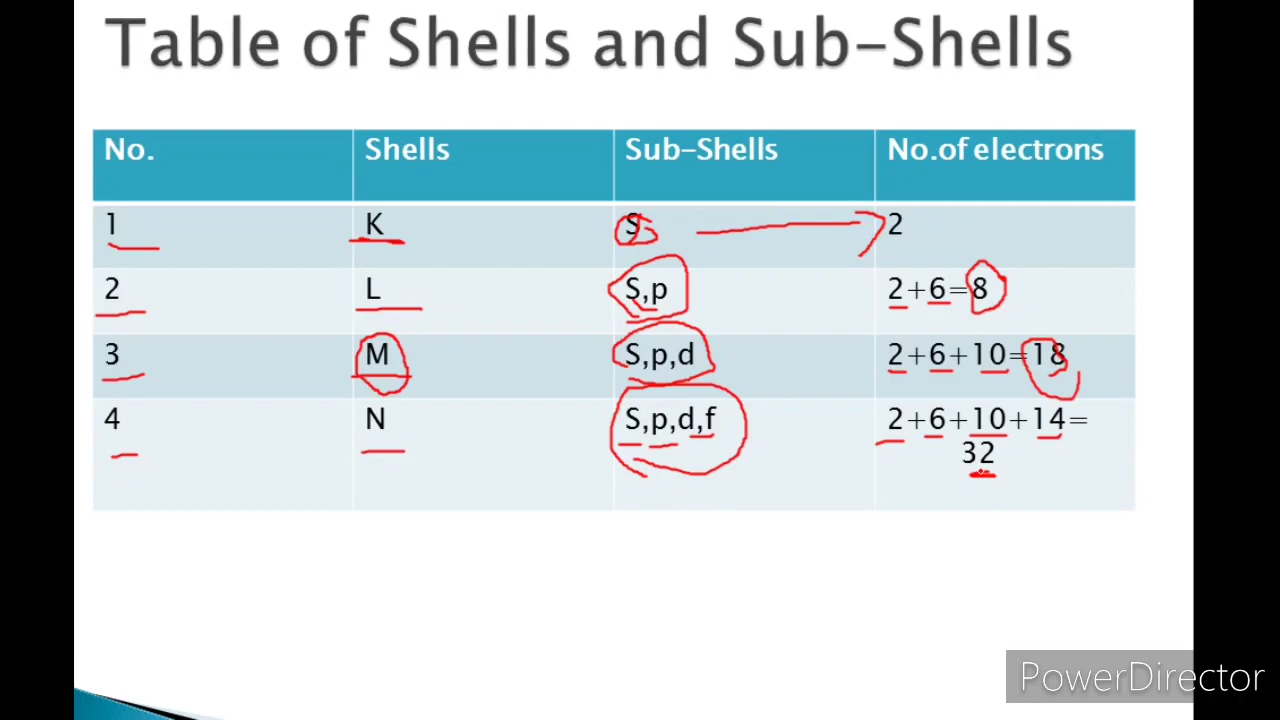 Table of Shells and Sub-Shells
No. Shells Sub-Shells No.of electrons
1 K S 2
2 L S,p 2+6=8
3 M S,p,d 2+6+10=18
4 N S,p,d,f 2+6+10+14=
32
PowerDirector